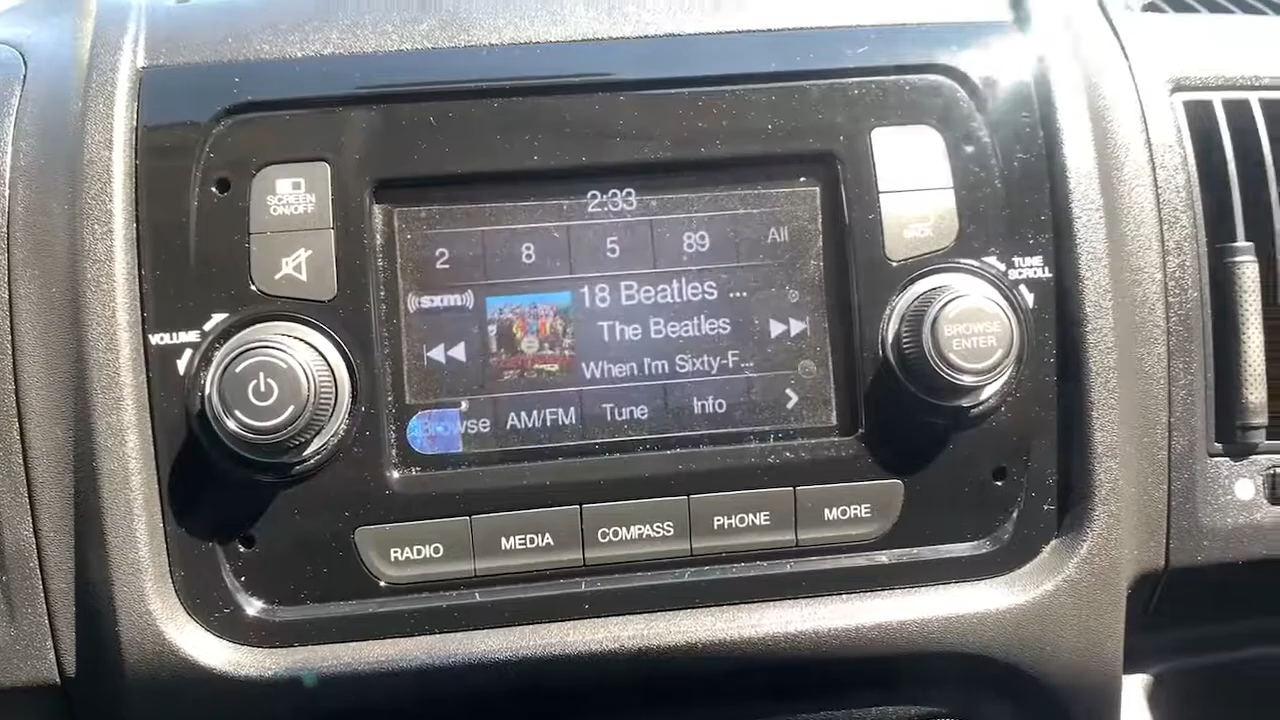 2:33
2 8 5 89 All
SCREEN
ON/OFF
BACK
((sxm))
18 Beatles ...
The Beatles
When I'm Sixty-F...
VOLUME
TUNE
SCROLL
BROWSE
ENTER
Browse AM/FM Tune Info
RADIO MEDIA COMPASS PHONE MORE